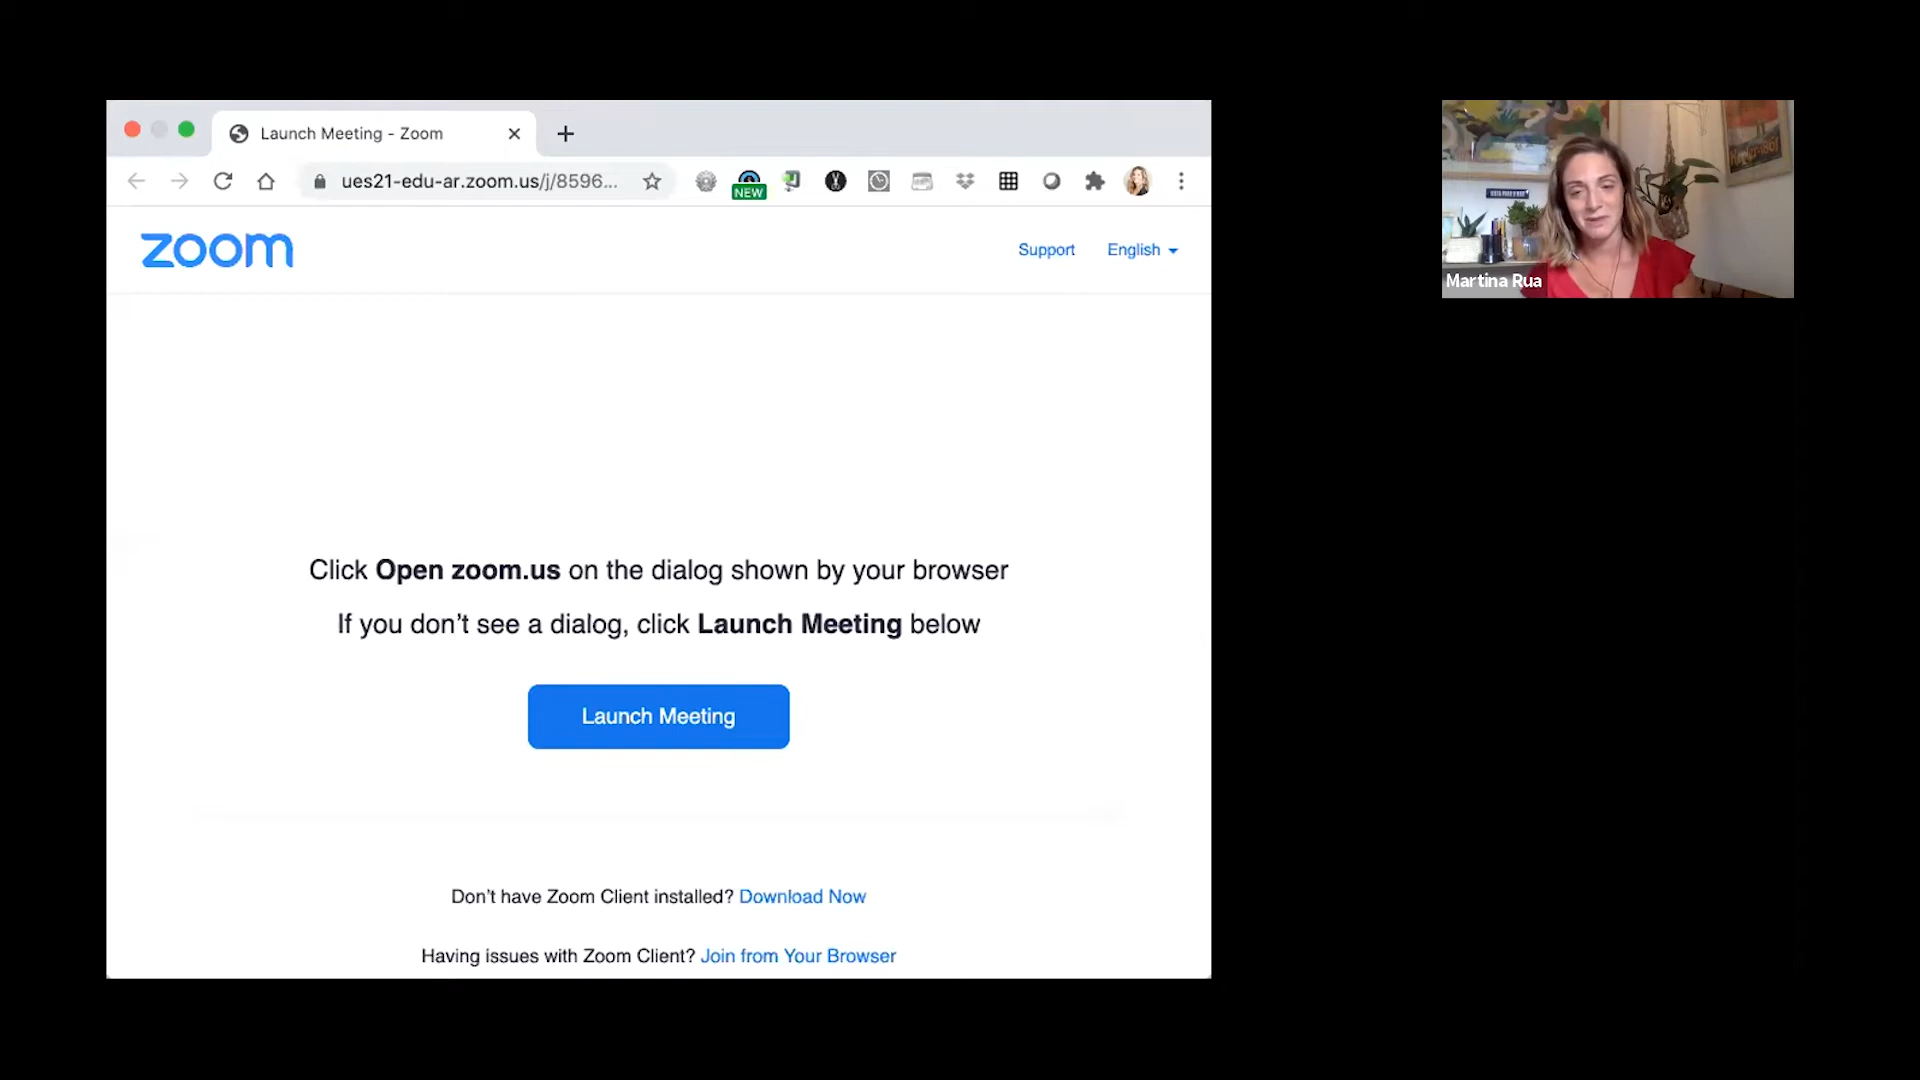 Launch Meeting - Zoom
ues21-edu-ar.zoom.us/j/8596...
NEW
zoom
Support
English
Click Open zoom.us on the dialog shown by your browser
If you don’t see a dialog, click Launch Meeting below
Launch Meeting
Don’t have Zoom Client installed? Download Now
Having issues with Zoom Client? Join from Your Browser
Martina Rua